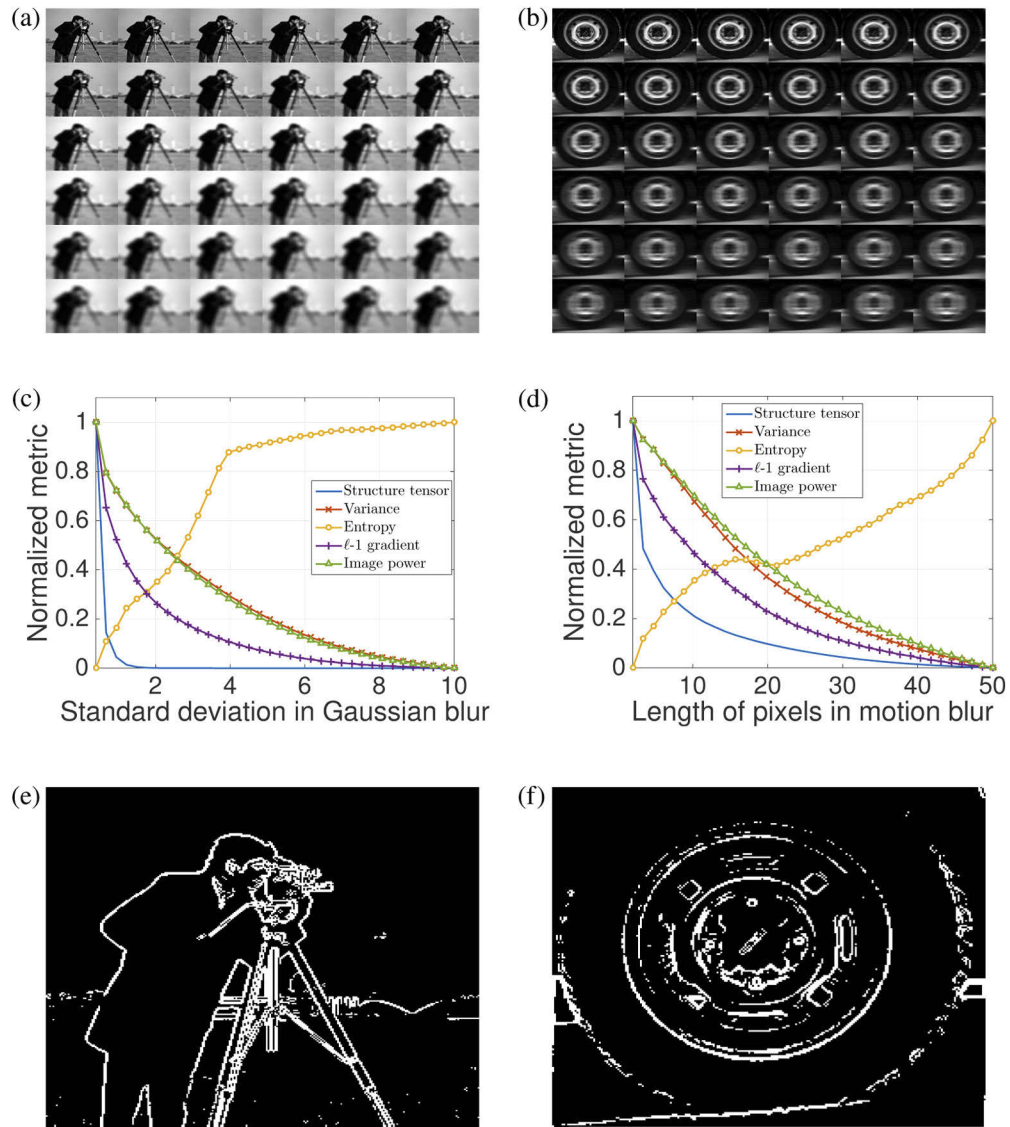 (a)
(b)
(c)
Normalized metric
1
0.8
0.6
0.4
0.2
0
2
4
6
8
10
Standard deviation in Gaussian blur
Structure tensor
Variance
Entropy
ℓ-1 gradient
Image power
(d)
Normalized metric
1
0.8
0.6
0.4
0.2
0
10
20
30
40
50
Length of pixels in motion blur
Structure tensor
Variance
Entropy
ℓ-1 gradient
Image power
(e)
(f)